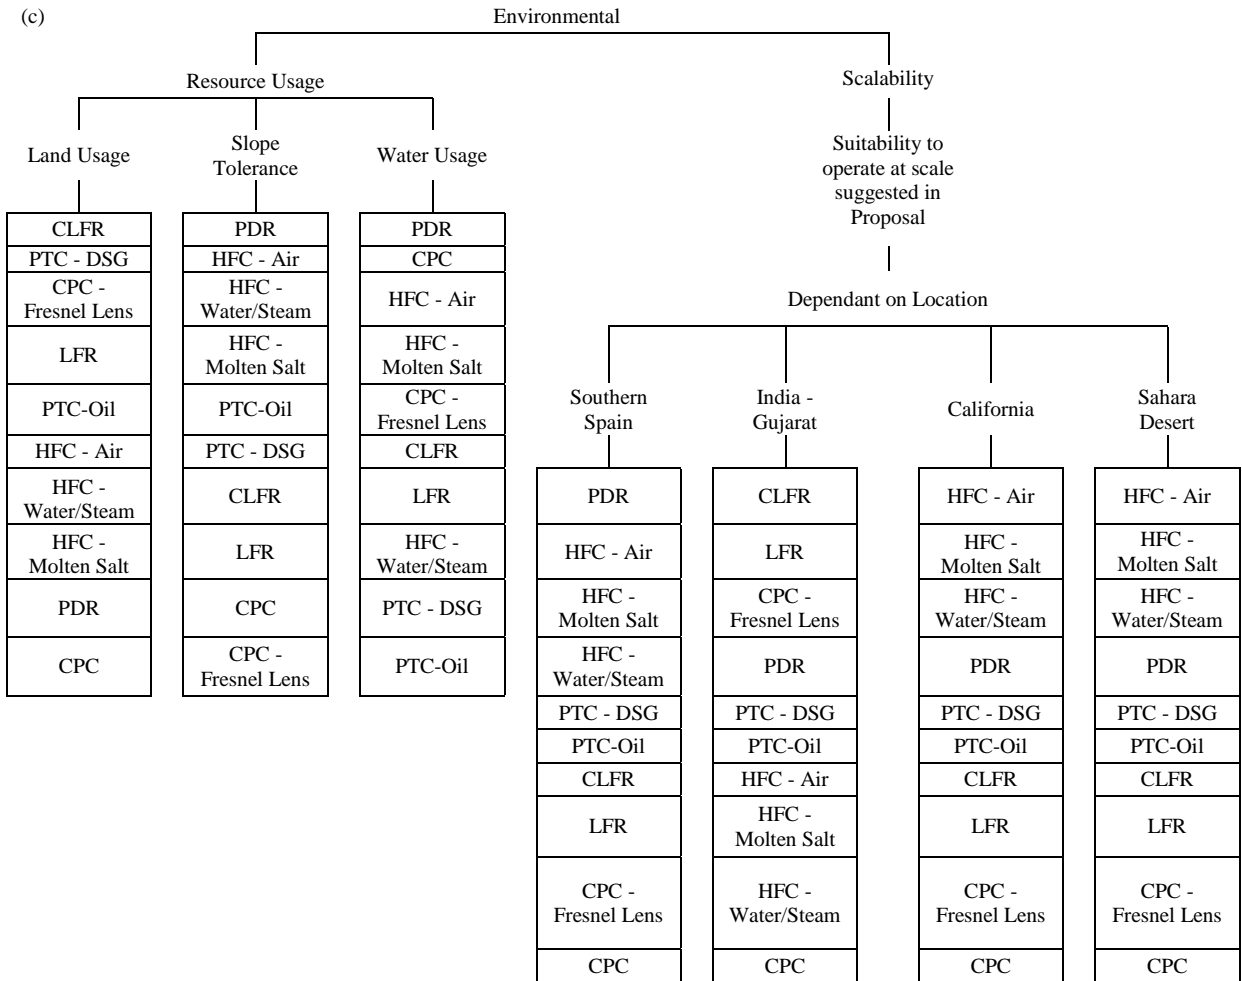 (c)
Environmental
Resource Usage
Scalability
Land Usage
Slope
Tolerance
Water Usage
Suitability to
operate at scale
suggested in
Proposal
CLFR
PTC - DSG
CPC -
Fresnel Lens
LFR
PTC-Oil
HFC - Air
HFC -
Water/Steam
HFC -
Molten Salt
PDR
CPC
PDR
HFC - Air
HFC -
Water/Steam
HFC -
Molten Salt
PTC-Oil
PTC - DSG
CLFR
LFR
CPC
CPC -
Fresnel Lens
PDR
CPC
HFC - Air
HFC -
Molten Salt
CPC -
Fresnel Lens
CLFR
LFR
HFC -
Water/Steam
PTC - DSG
PTC-Oil
Dependant on Location
Southern
Spain
India -
Gujarat
California
Sahara
Desert
PDR
HFC - Air
HFC -
Molten Salt
HFC -
Water/Steam
PTC - DSG
PTC-Oil
CLFR
LFR
CPC -
Fresnel Lens
CPC
CLFR
LFR
CPC -
Fresnel Lens
PDR
PTC - DSG
PTC-Oil
HFC - Air
HFC -
Molten Salt
HFC -
Water/Steam
CPC
HFC - Air
HFC -
Molten Salt
HFC -
Water/Steam
PDR
PTC - DSG
PTC-Oil
CLFR
LFR
CPC -
Fresnel Lens
CPC
HFC - Air
HFC -
Molten Salt
HFC -
Water/Steam
PDR
PTC - DSG
PTC-Oil
CLFR
LFR
CPC -
Fresnel Lens
CPC